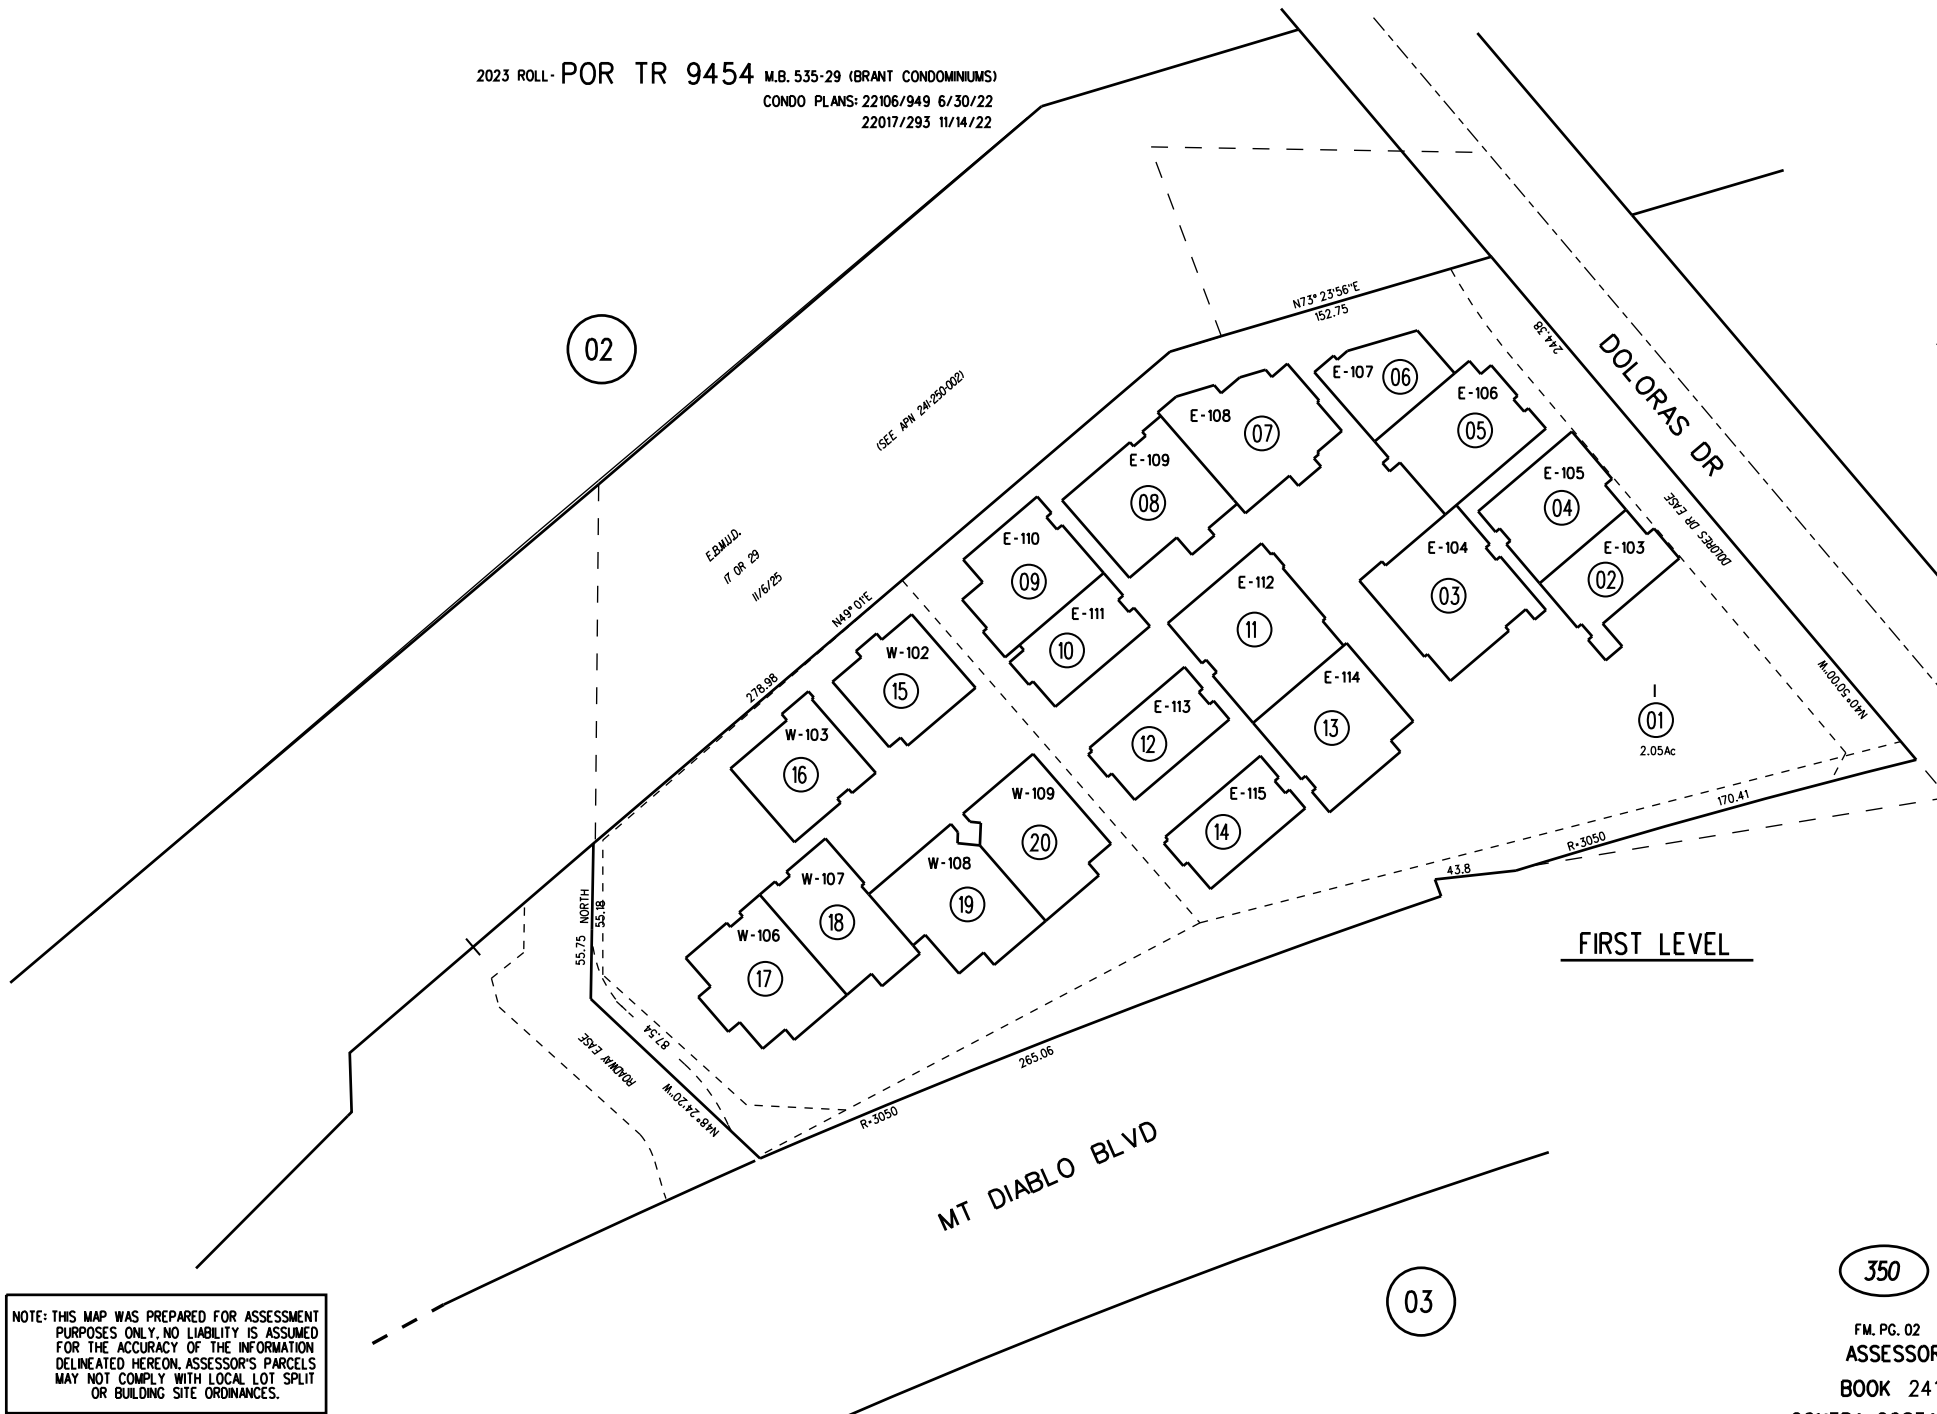 2023 ROLL- POR TR 9454 M.B. 535-29 (BRANT CONDOMINIUMS)
CONDO PLANS: 22106/949 6/30/22
22017/293 11/14/22
02
(SEE APN 241-250-002)
E.B.M.U.D.
17 OR 29
11/6/25
N73°23'56"E
152.75
244.38
DOLORAS DR
DOLORES DR EASE
N40°50'00"W
N49°01'E
278.98
E-107 06
E-106
05
E-108
07
E-109
08
E-105
04
E-103
02
E-104
03
E-110
09
E-111
10
E-112
11
E-114
13
E-113
12
E-115
14
W-102
15
W-103
16
W-109
20
W-108
19
W-107
18
W-106
17
1
01
2.05Ac
170.41
R=3050
43.8
FIRST LEVEL
55.75 NORTH
55.18
87.54
ROADWAY EASE
N48°24'20"W
265.06
R=3050
MT DIABLO BLVD
03
350
FM. PG. 02
ASSESSOR
BOOK 241
NOTE: THIS MAP WAS PREPARED FOR ASSESSMENT
PURPOSES ONLY. NO LIABILITY IS ASSUMED
FOR THE ACCURACY OF THE INFORMATION
DELINEATED HEREON. ASSESSOR'S PARCELS
MAY NOT COMPLY WITH LOCAL LOT SPLIT
OR BUILDING SITE ORDINANCES.